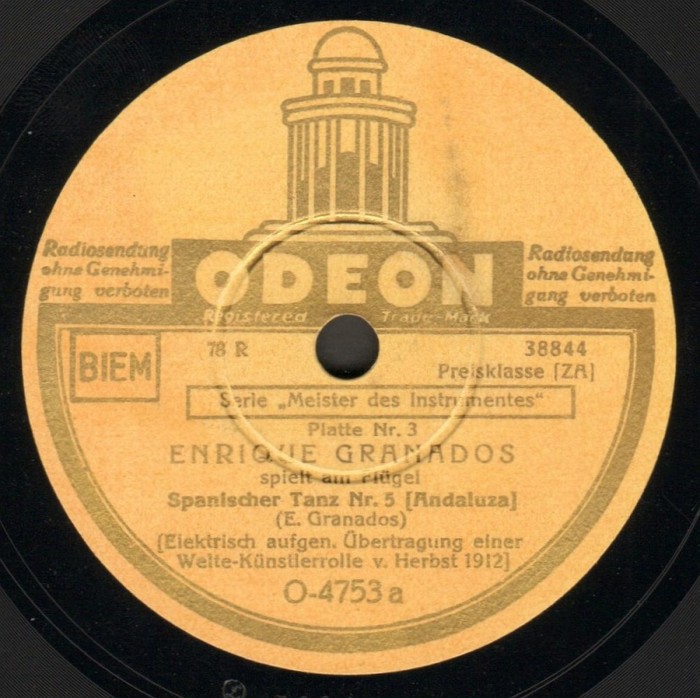 Radiosendung
ohne Genehmi-
gung verboten
ODEON
Registered Trade-Mark
Radiosendung
ohne Genehmi-
gung verboten
BIEM
78 R
38844
Preisklasse [ZA]
Serie „Meister des Instrumentes“
Platte Nr. 3
ENRIQUE GRANADOS
spielt am Flügel
Spanischer Tanz Nr. 5 [Andaluza]
(E. Granados)
[Elektrisch aufgen. Übertragung einer
Welte-Künstlerrolle v. Herbst 1912]
O-4753a